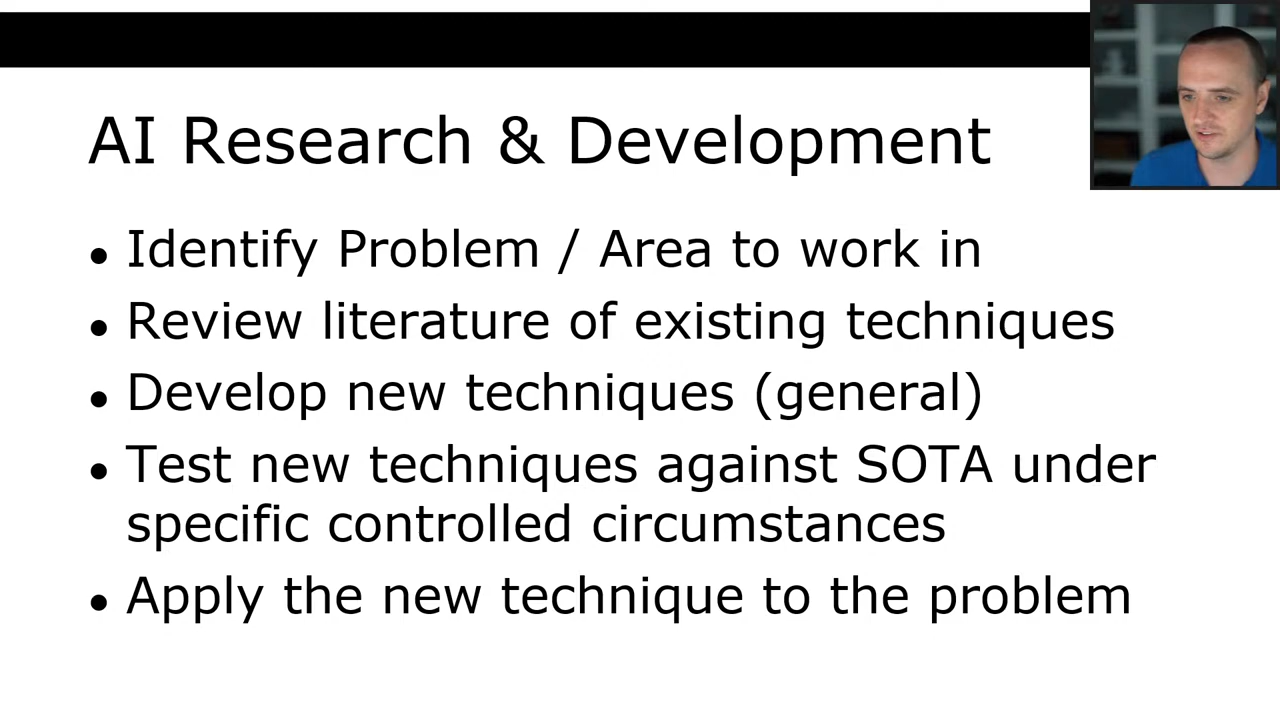 AI Research & Development
● Identify Problem / Area to work in
● Review literature of existing techniques
● Develop new techniques (general)
● Test new techniques against SOTA under
specific controlled circumstances
● Apply the new technique to the problem